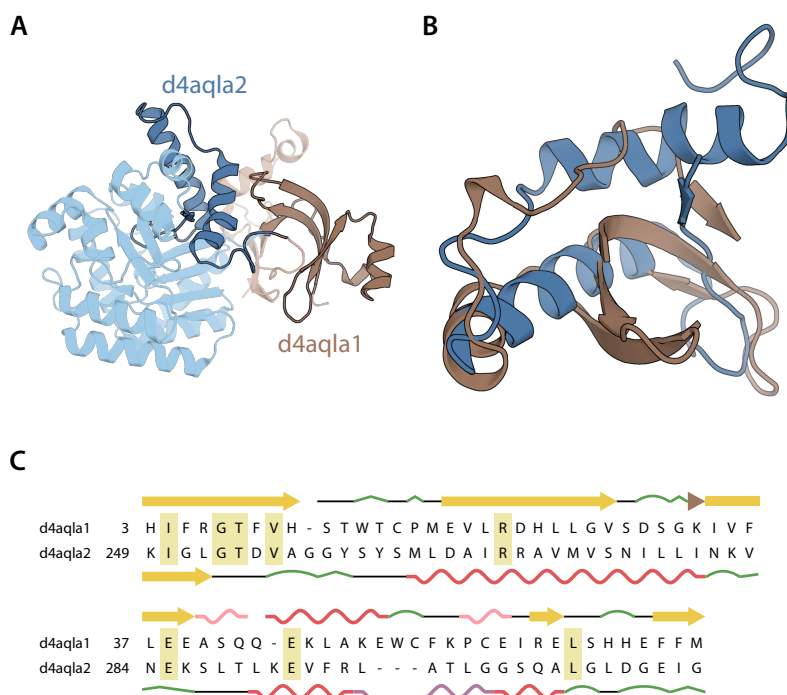 A
B
d4aqla2
d4aqla1
C
d4aqla1 3 H I F R G T F V H - S T W T C P M E V L R D H L L G V S D S G K I V F
d4aqla2 249 K I G L G T D V A G G Y S Y S M L D A I R R A V M V S N I L L I N K V
d4aqla1 37 L E E A S Q Q - E K L A K E W C F K P C E I R E L S H H E F F M
d4aqla2 284 N E K S L T L K E V F R L - - - A T L G G S Q A L G L D G E I G